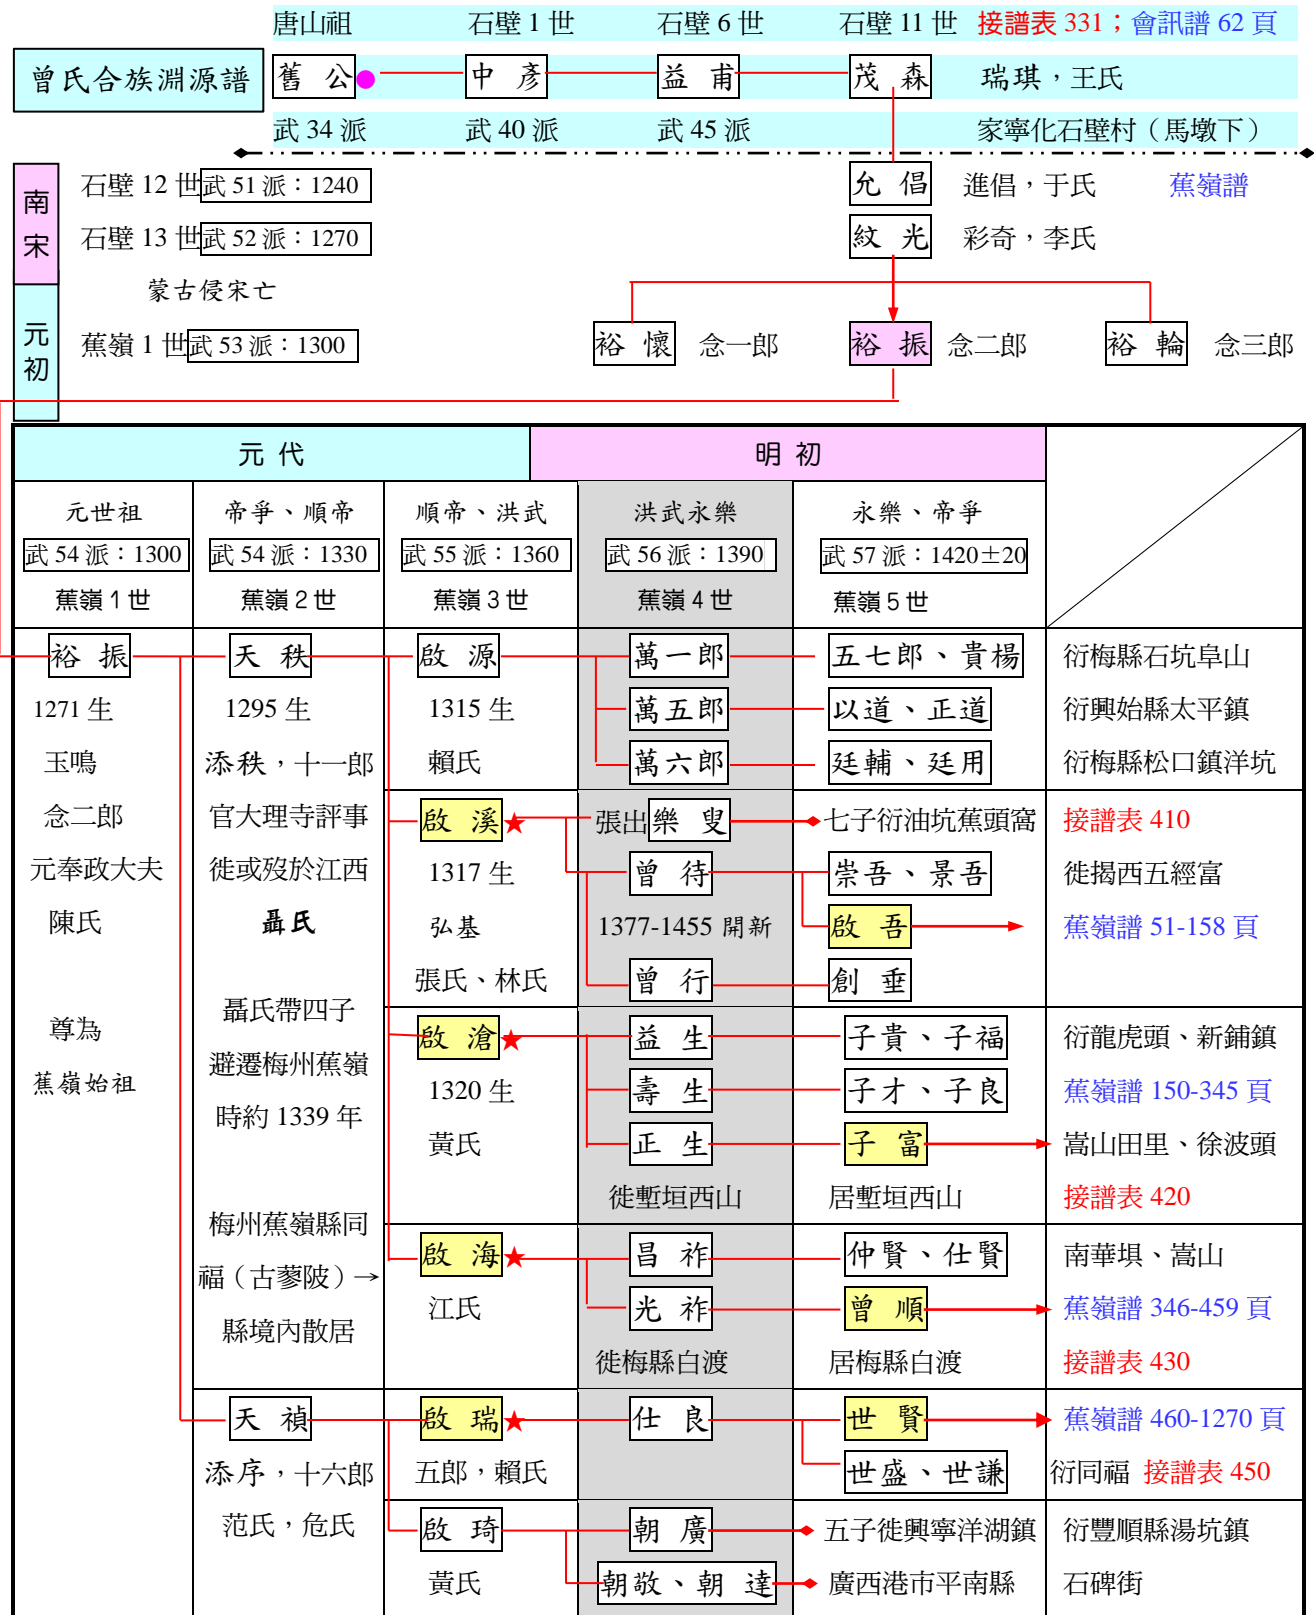 唐山祖 石壁 1 世 石壁 6 世 石壁 11 世 接譜表 331；會訊譜 62 頁
曾氏合族淵源譜 舊 公 中 彥 益 甫 茂 森 瑞琪，王氏
武 34 派 武 40 派 武 45 派 家寧化石壁村（馬墩下）
南宋
石壁 12 世 武 51 派：1240 允 倡 進倡，于氏 蕉嶺譜
石壁 13 世 武 52 派：1270 紋 光 彩奇，李氏
蒙古侵宋亡
元初
蕉嶺 1 世 武 53 派：1300 裕 懷 念一郎 裕 振 念二郎 裕 輪 念三郎
元 代 明 初
元世祖 帝爭、順帝 順帝、洪武 洪武永樂 永樂、帝爭
武 54 派：1300 武 54 派：1330 武 55 派：1360 武 56 派：1390 武 57 派：1420±20
蕉嶺 1 世 蕉嶺 2 世 蕉嶺 3 世 蕉嶺 4 世 蕉嶺 5 世
裕 振 天 秩 啟 源 萬一郎 五七郎、貴楊 衍梅縣石坑阜山
1271 生 1295 生 1315 生 萬五郎 以道、正道 衍興始縣太平鎮
玉鳴 添秩，十一郎 賴氏 萬六郎 廷輔、廷用 衍梅縣松口鎮洋坑
念二郎 官大理寺評事 啟 溪★ 張出 樂 叟 七子衍油坑蕉頭窩 接譜表 410
元奉政大夫 徙或歿於江西 1317 生 曾 待 崇吾、景吾 徙揭西五經富
陳氏 聶氏 弘基 1377-1455 開新 啟 吾 蕉嶺譜 51-158 頁
張氏、林氏 曾 行 創 垂
尊為 聶氏帶四子 啟 滄★ 益 生 子貴、子福 衍龍虎頭、新鋪鎮
蕉嶺始祖 避遷梅州蕉嶺 1320 生 壽 生 子才、子良 蕉嶺譜 150-345 頁
時約 1339 年 黃氏 正 生 子 富 嵩山田里、徐波頭
徙塹垣西山 居塹垣西山 接譜表 420
梅州蕉嶺縣同 啟 海★ 昌 祚 仲賢、仕賢 南華垻、嵩山
福（古蓼陂）→ 江氏 光 祚 曾 順 蕉嶺譜 346-459 頁
縣境內散居 徙梅縣白渡 居梅縣白渡 接譜表 430
天 禎 啟 瑞★ 仕 良 世 賢 蕉嶺譜 460-1270 頁
添序，十六郎 五郎，賴氏 世盛、世謙 衍同福 接譜表 450
范氏，危氏 啟 琦 朝 廣 五子徙興寧洋湖鎮 衍豐順縣湯坑鎮
黃氏 朝敬、朝 達 廣西港市平南縣 石碑街